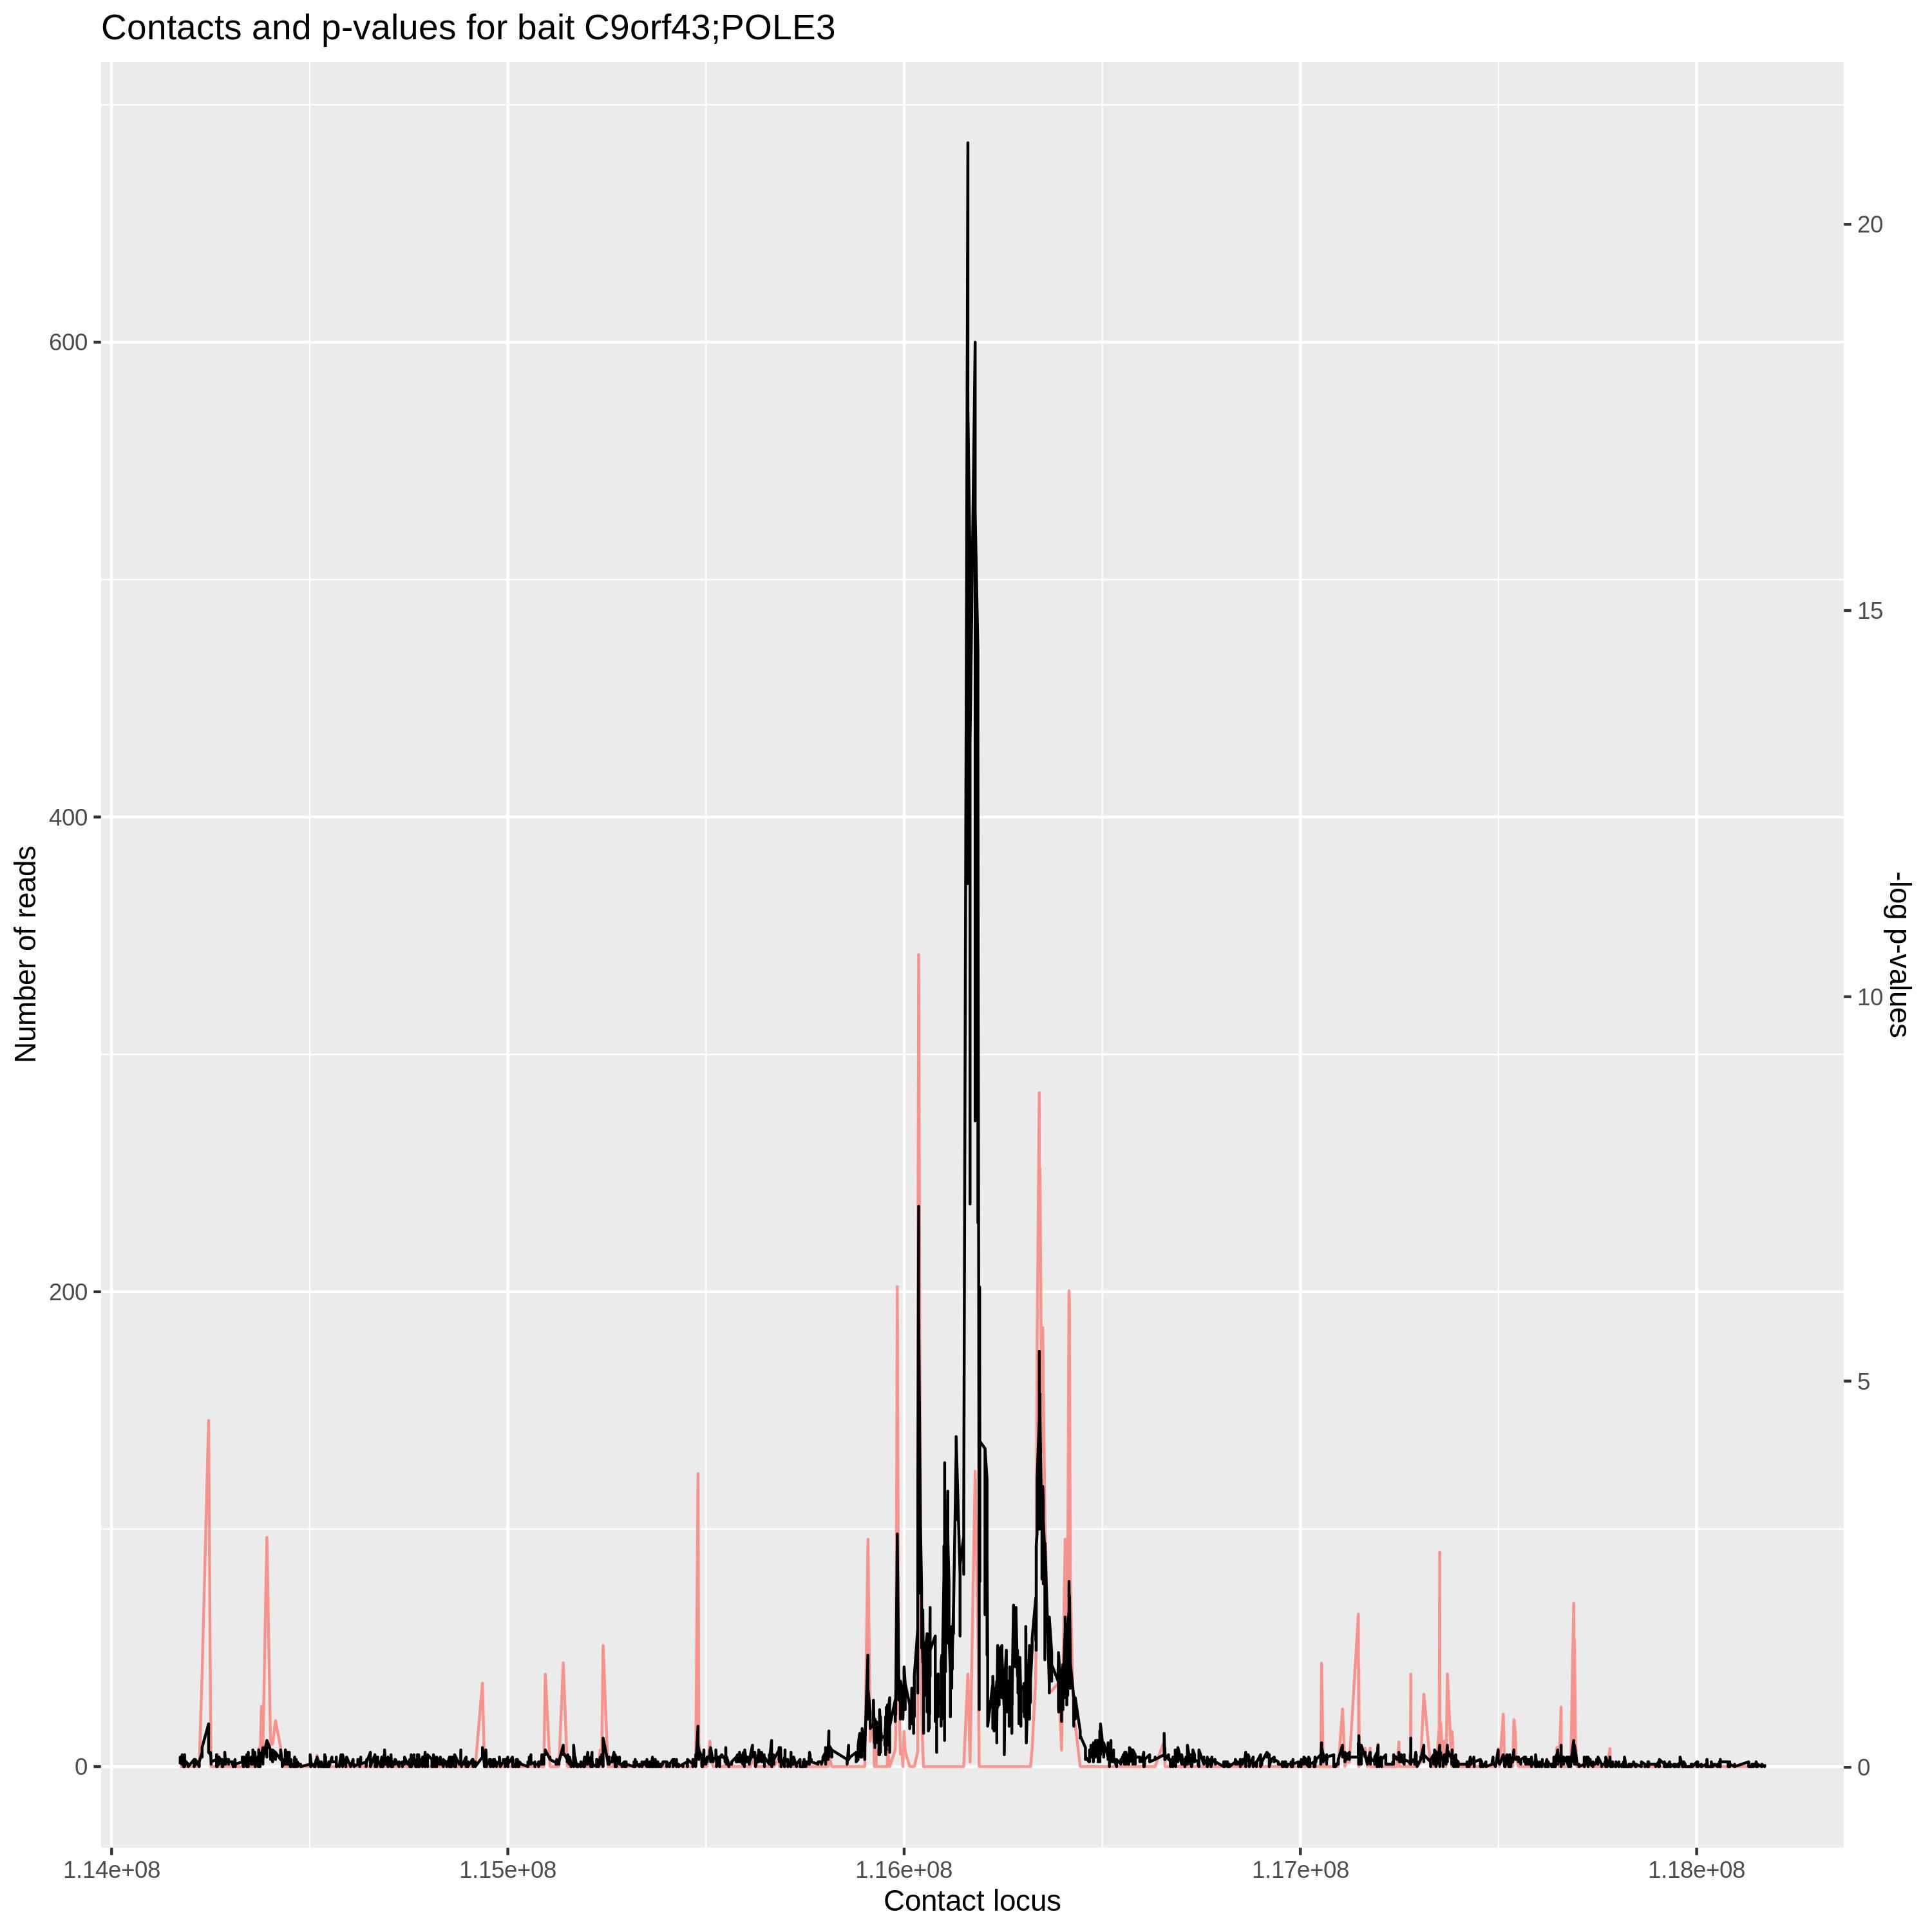 Contacts and p-values for bait C9orf43;POLE3
Number of reads
600
400
200
0
20
15
10
5
0
-log p-values
1.14e+08
1.15e+08
1.16e+08
1.17e+08
1.18e+08
Contact locus